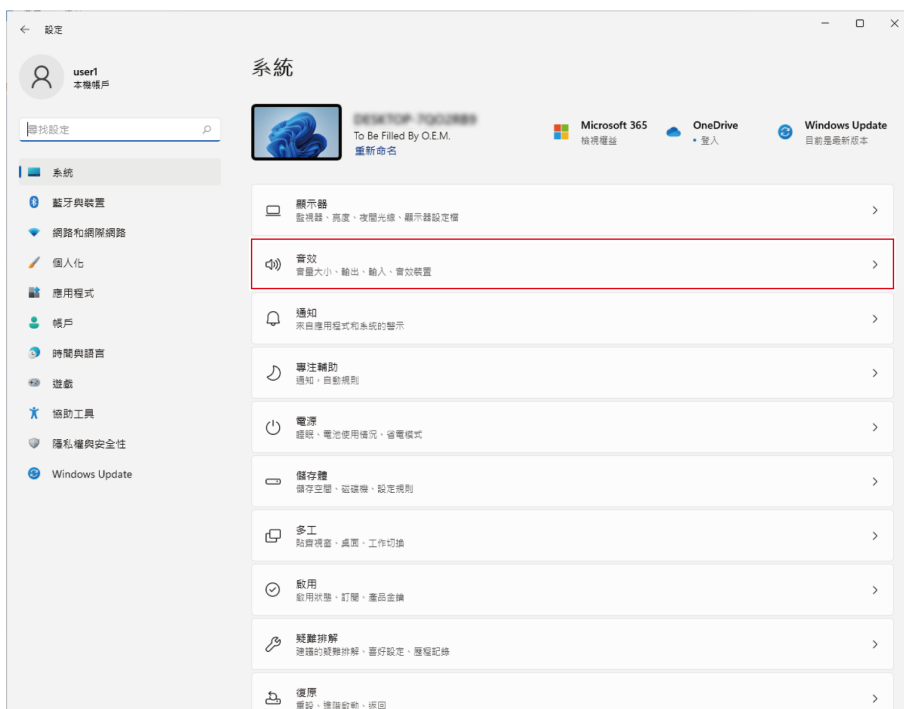 設定
user1
本機帳戶
尋找設定
系統
藍牙與裝置
網路和網際網路
個人化
應用程式
帳戶
時間與語言
遊戲
協助工具
隱私權與安全性
Windows Update
系統
To Be Filled By O.E.M.
重新命名
Microsoft 365
檢視權益
OneDrive
• 登入
Windows Update
目前是最新版本
顯示器
監視器、亮度、夜間光線、顯示器設定檔
音效
音量大小、輸出、輸入、音效裝置
通知
來自應用程式和系統的警示
專注輔助
通知，自動規則
電源
睡眠、電池使用情況、省電模式
儲存體
儲存空間、磁碟機、設定規則
多工
貼齊視窗、桌面、工作切換
啟用
啟用狀態、訂閱、產品金鑰
疑難排解
建議的疑難排解、喜好設定、歷程記錄
復原
重設、進階啟動、返回